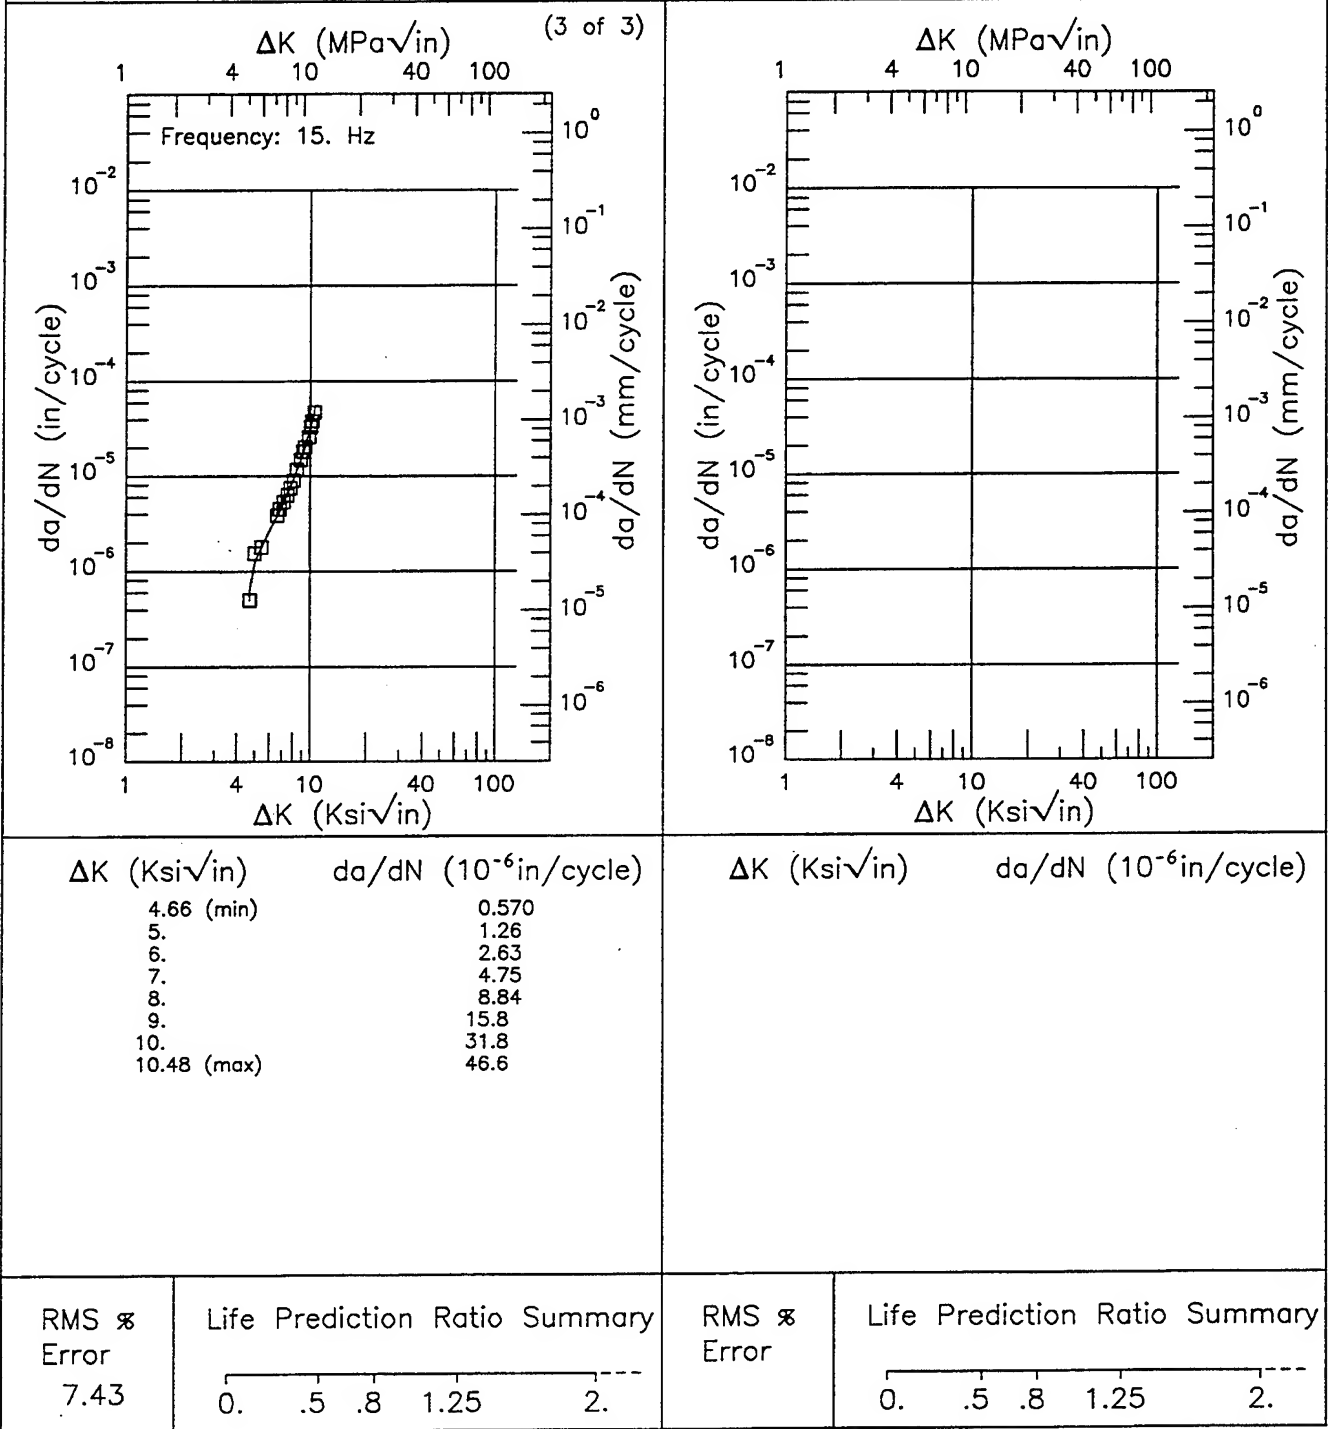 (3 of 3)
ΔK (MPa√in)
1 4 10 40 100
Frequency: 15. Hz
10⁰
10⁻²
10⁻¹
10⁻³
10⁻²
10⁻⁴
10⁻³
10⁻⁵
10⁻⁴
10⁻⁶
10⁻⁵
10⁻⁷
10⁻⁶
10⁻⁸
da/dN (in/cycle)
da/dN (mm/cycle)
1 4 10 40 100
ΔK (Ksi√in)
ΔK (MPa√in)
1 4 10 40 100
10⁰
10⁻²
10⁻¹
10⁻³
10⁻²
10⁻⁴
10⁻³
10⁻⁵
10⁻⁴
10⁻⁶
10⁻⁵
10⁻⁷
10⁻⁶
10⁻⁸
da/dN (in/cycle)
da/dN (mm/cycle)
1 4 10 40 100
ΔK (Ksi√in)
ΔK (Ksi√in) da/dN (10⁻⁶in/cycle)
4.66 (min) 0.570
5. 1.26
6. 2.63
7. 4.75
8. 8.84
9. 15.8
10. 31.8
10.48 (max) 46.6
ΔK (Ksi√in) da/dN (10⁻⁶in/cycle)
RMS %
Error
7.43
Life Prediction Ratio Summary
0. .5 .8 1.25 2.
RMS %
Error
Life Prediction Ratio Summary
0. .5 .8 1.25 2.